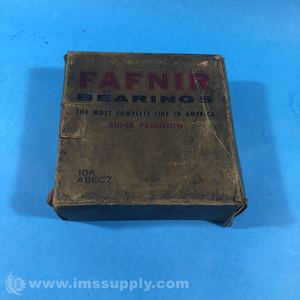 FAFNIR
BEARINGS
THE MOST COMPLETE LINE IN AMERICA
SUPER PRECISION
10K
ABEC7
© www.imssupply.com